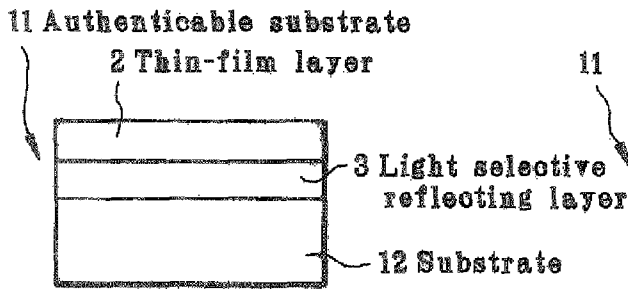 11 Authenticable substrate
2 Thin-film layer
11
3 Light selective
reflecting layer
12 Substrate